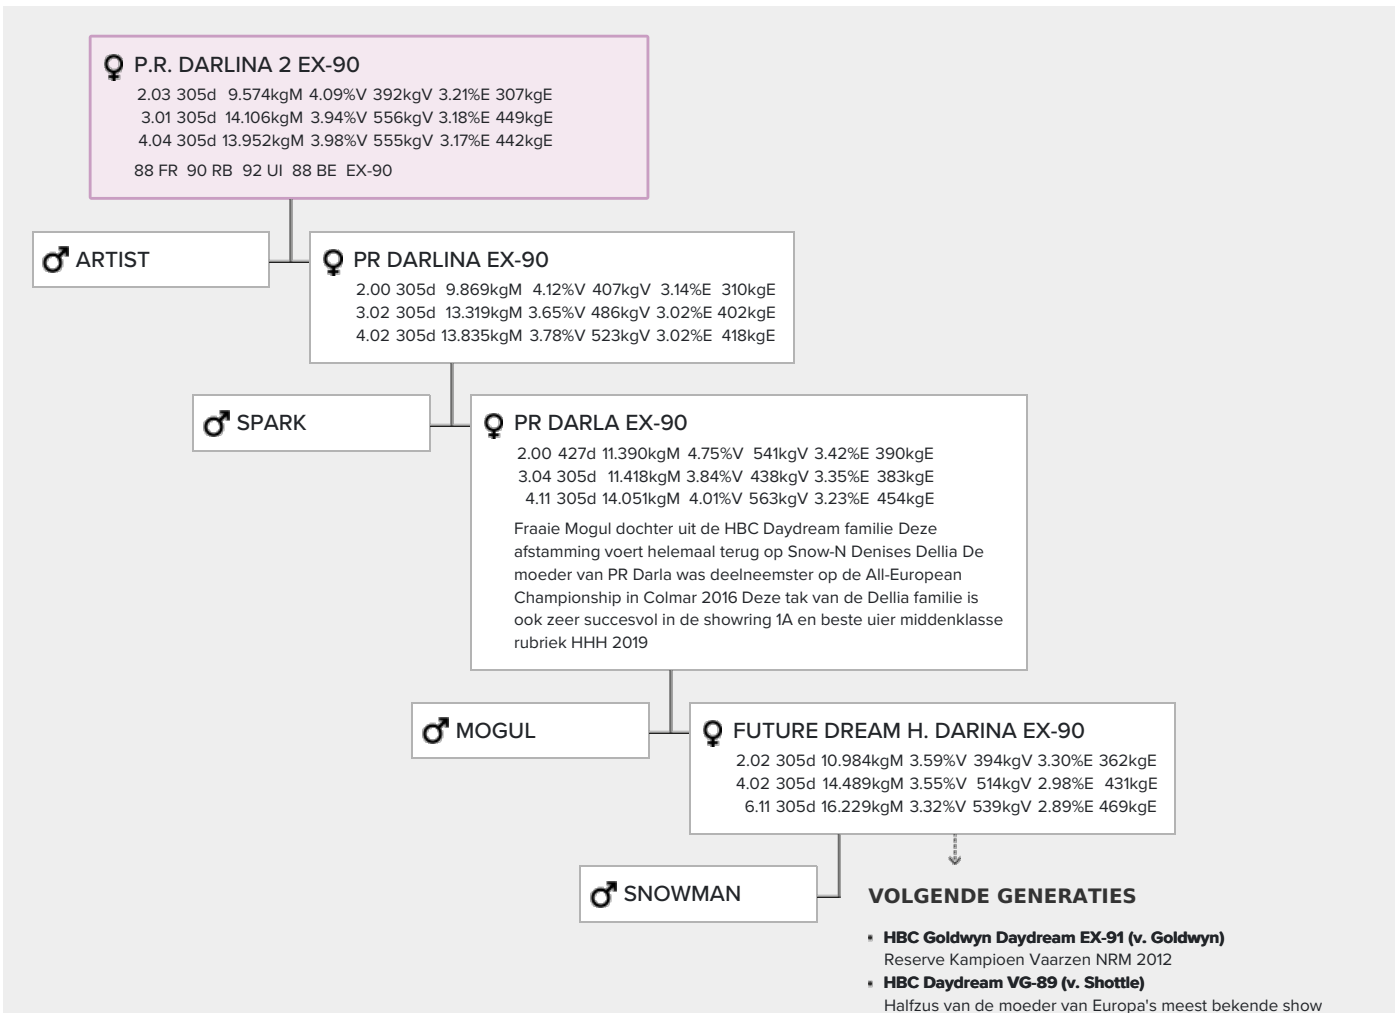 P.R. DARLINA 2 EX-90
2.03 305d 9.574kgM 4.09%V 392kgV 3.21%E 307kgE
3.01 305d 14.106kgM 3.94%V 556kgV 3.18%E 449kgE
4.04 305d 13.952kgM 3.98%V 555kgV 3.17%E 442kgE
88 FR 90 RB 92 UI 88 BE EX-90
ARTIST
PR DARLINA EX-90
2.00 305d 9.869kgM 4.12%V 407kgV 3.14%E 310kgE
3.02 305d 13.319kgM 3.65%V 486kgV 3.02%E 402kgE
4.02 305d 13.835kgM 3.78%V 523kgV 3.02%E 418kgE
SPARK
PR DARLA EX-90
2.00 427d 11.390kgM 4.75%V 541kgV 3.42%E 390kgE
3.04 305d 11.418kgM 3.84%V 438kgV 3.35%E 383kgE
4.11 305d 14.051kgM 4.01%V 563kgV 3.23%E 454kgE
Fraaie Mogul dochter uit de HBC Daydream familie Deze
afstamming voert helemaal terug op Snow-N Denises Dellia De
moeder van PR Darla was deelneemster op de All-European
Championship in Colmar 2016 Deze tak van de Dellia familie is
ook zeer succesvol in de showring 1A en beste uier middenklasse
rubriek HHH 2019
MOGUL
FUTURE DREAM H. DARINA EX-90
2.02 305d 10.984kgM 3.59%V 394kgV 3.30%E 362kgE
4.02 305d 14.489kgM 3.55%V 514kgV 2.98%E 431kgE
6.11 305d 16.229kgM 3.32%V 539kgV 2.89%E 469kgE
SNOWMAN
VOLGENDE GENERATIES
HBC Goldwyn Daydream EX-91 (v. Goldwyn)
Reserve Kampioen Vaarzen NRM 2012
HBC Daydream VG-89 (v. Shottle)
Halfzus van de moeder van Europa's meest bekende show